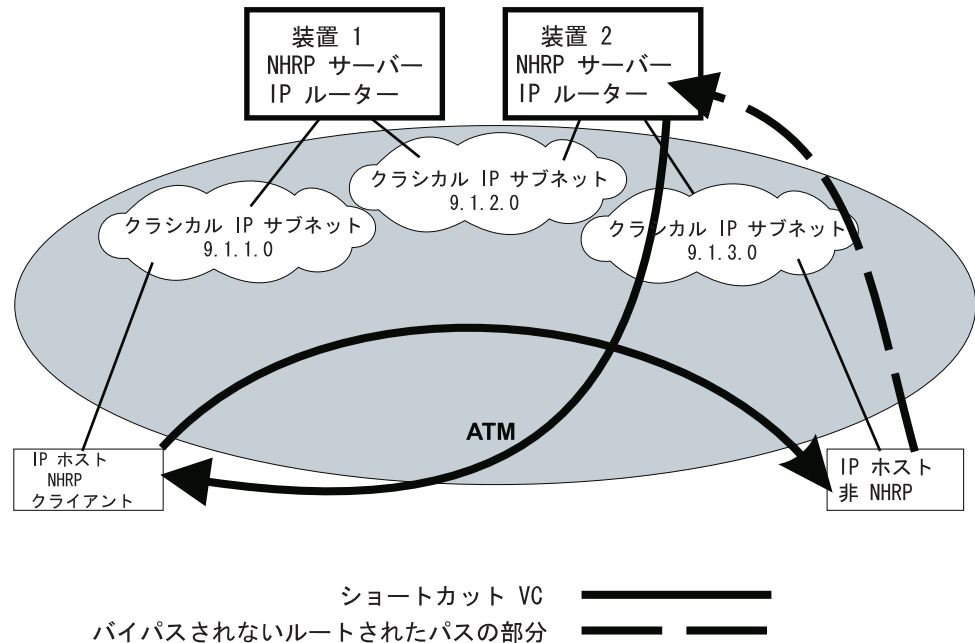 装置 1
NHRP サーバー
IP ルーター
装置 2
NHRP サーバー
IP ルーター
クラシカル IP サブネット
9.1.2.0
クラシカル IP サブネット
9.1.1.0
クラシカル IP サブネット
9.1.3.0
ATM
IP ホスト
NHRP
クライアント
IP ホスト
非 NHRP
ショートカット VC
バイパスされないルートされたパスの部分